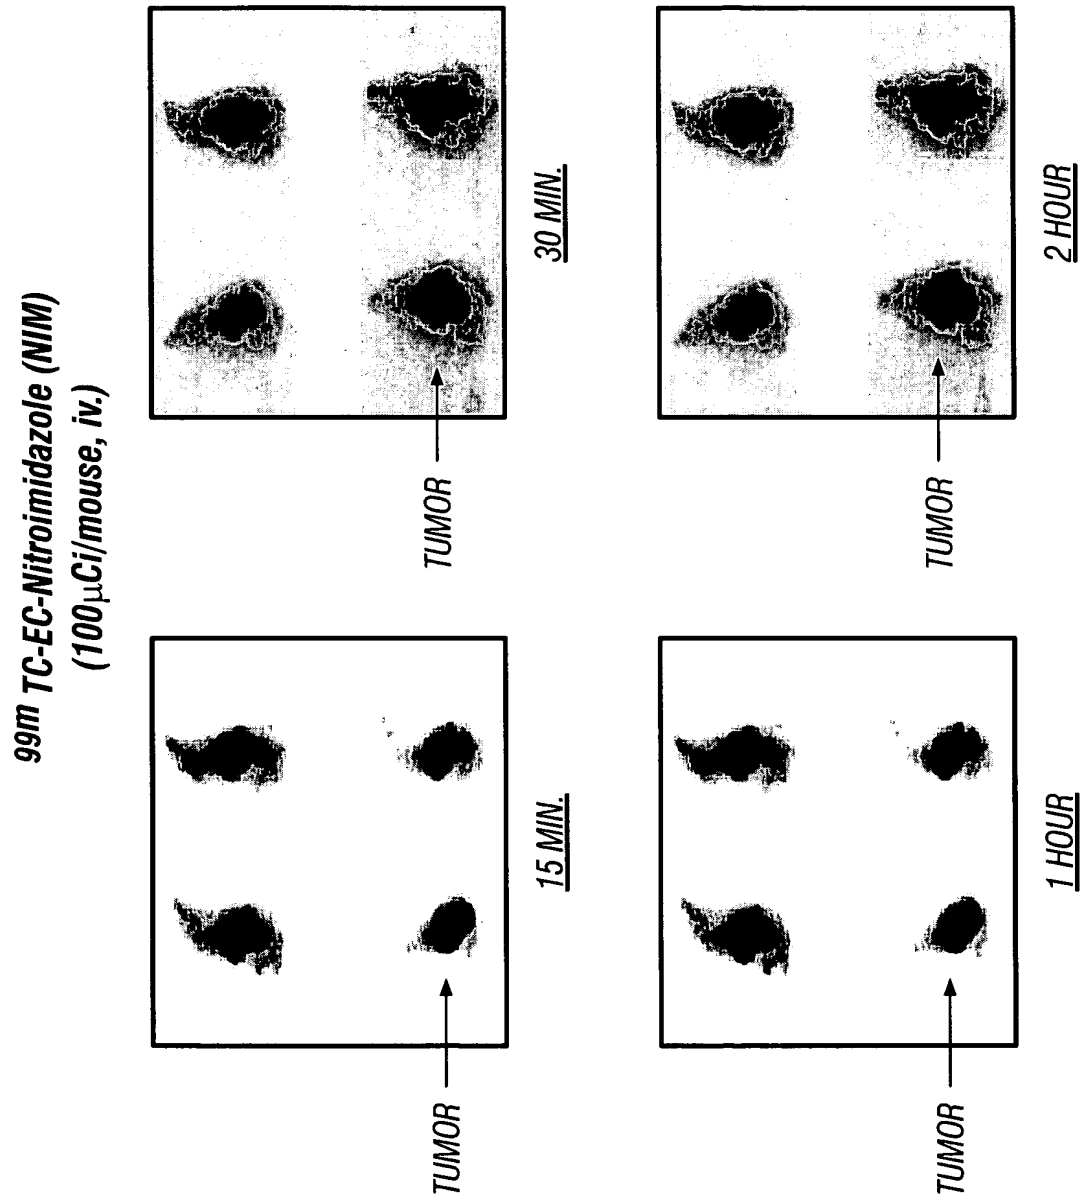 99m TC-EC-Nitroimidazole (NIM)
(100μCi/mouse, iv.)
TUMOR
15 MIN.
TUMOR
30 MIN.
TUMOR
1 HOUR
TUMOR
2 HOUR